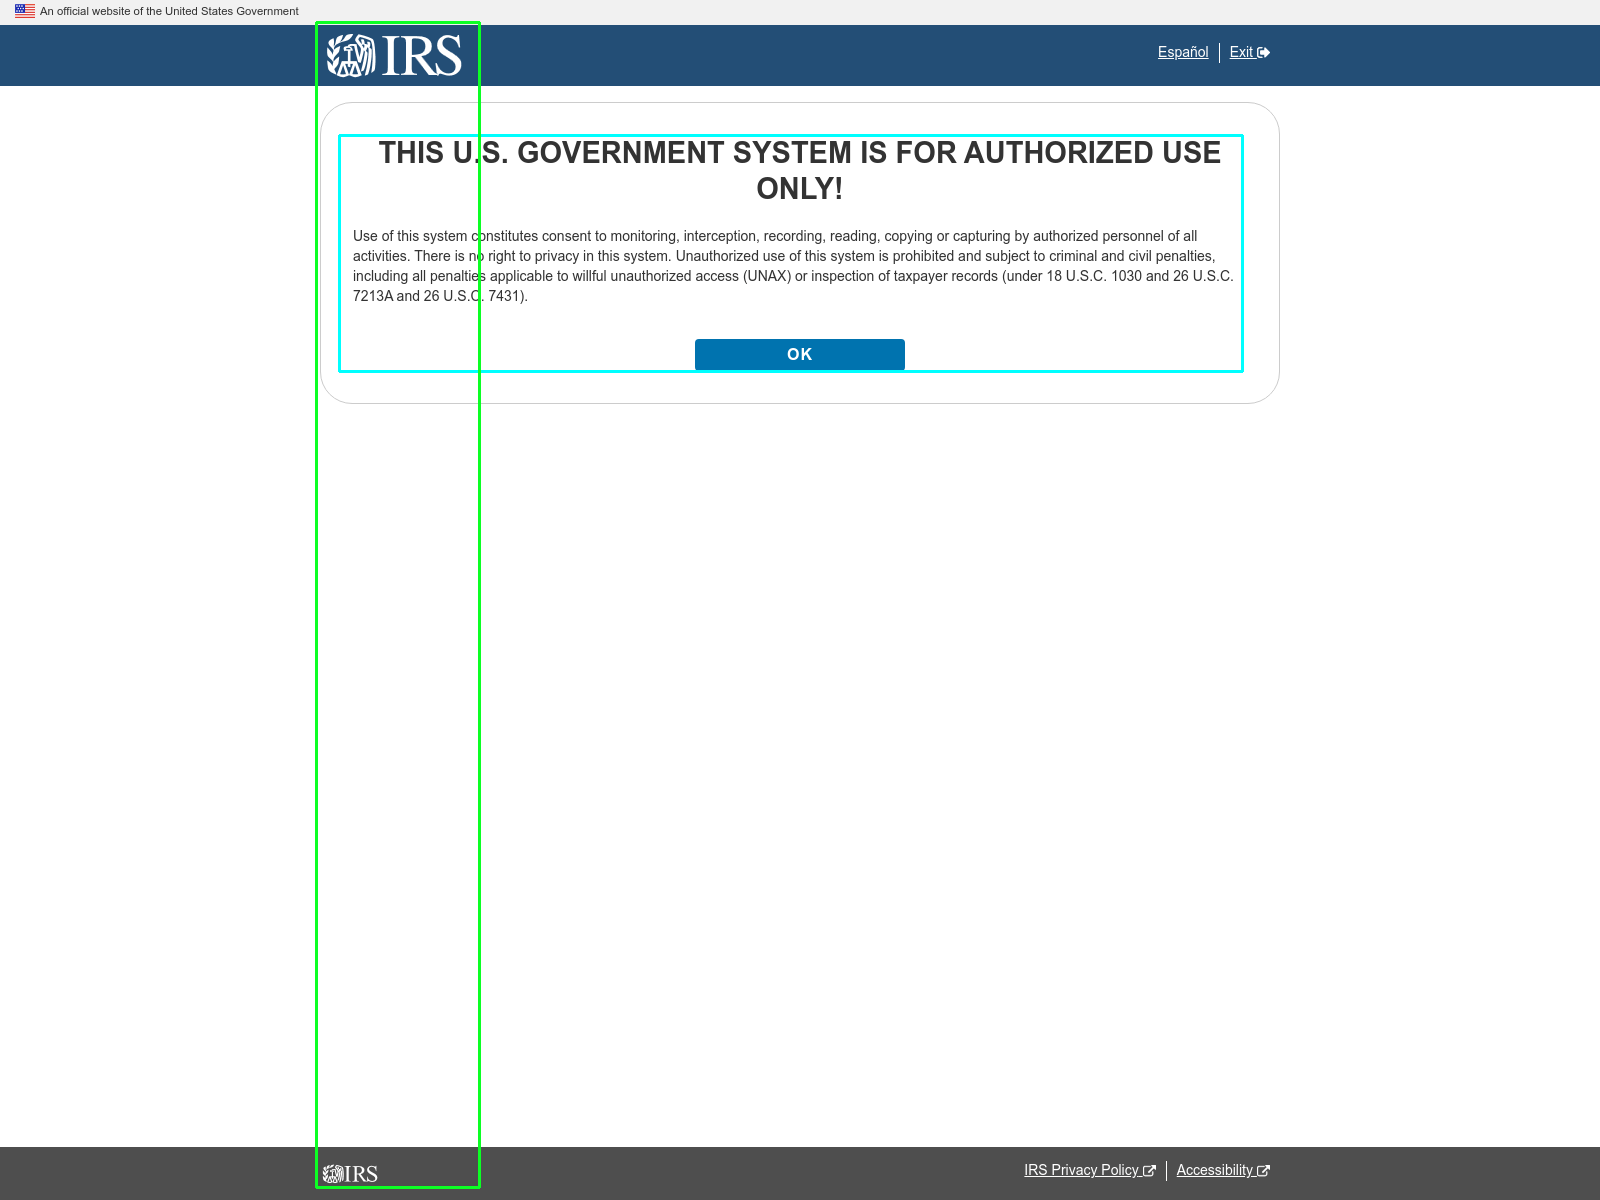 An official website of the United States Government
IRS
Español
Exit
THIS U.S. GOVERNMENT SYSTEM IS FOR AUTHORIZED USE
ONLY!
Use of this system constitutes consent to monitoring, interception, recording, reading, copying or capturing by authorized personnel of all
activities. There is no right to privacy in this system. Unauthorized use of this system is prohibited and subject to criminal and civil penalties,
including all penalties applicable to willful unauthorized access (UNAX) or inspection of taxpayer records (under 18 U.S.C. 1030 and 26 U.S.C.
7213A and 26 U.S.C. 7431).
OK
IRS
IRS Privacy Policy
Accessibility